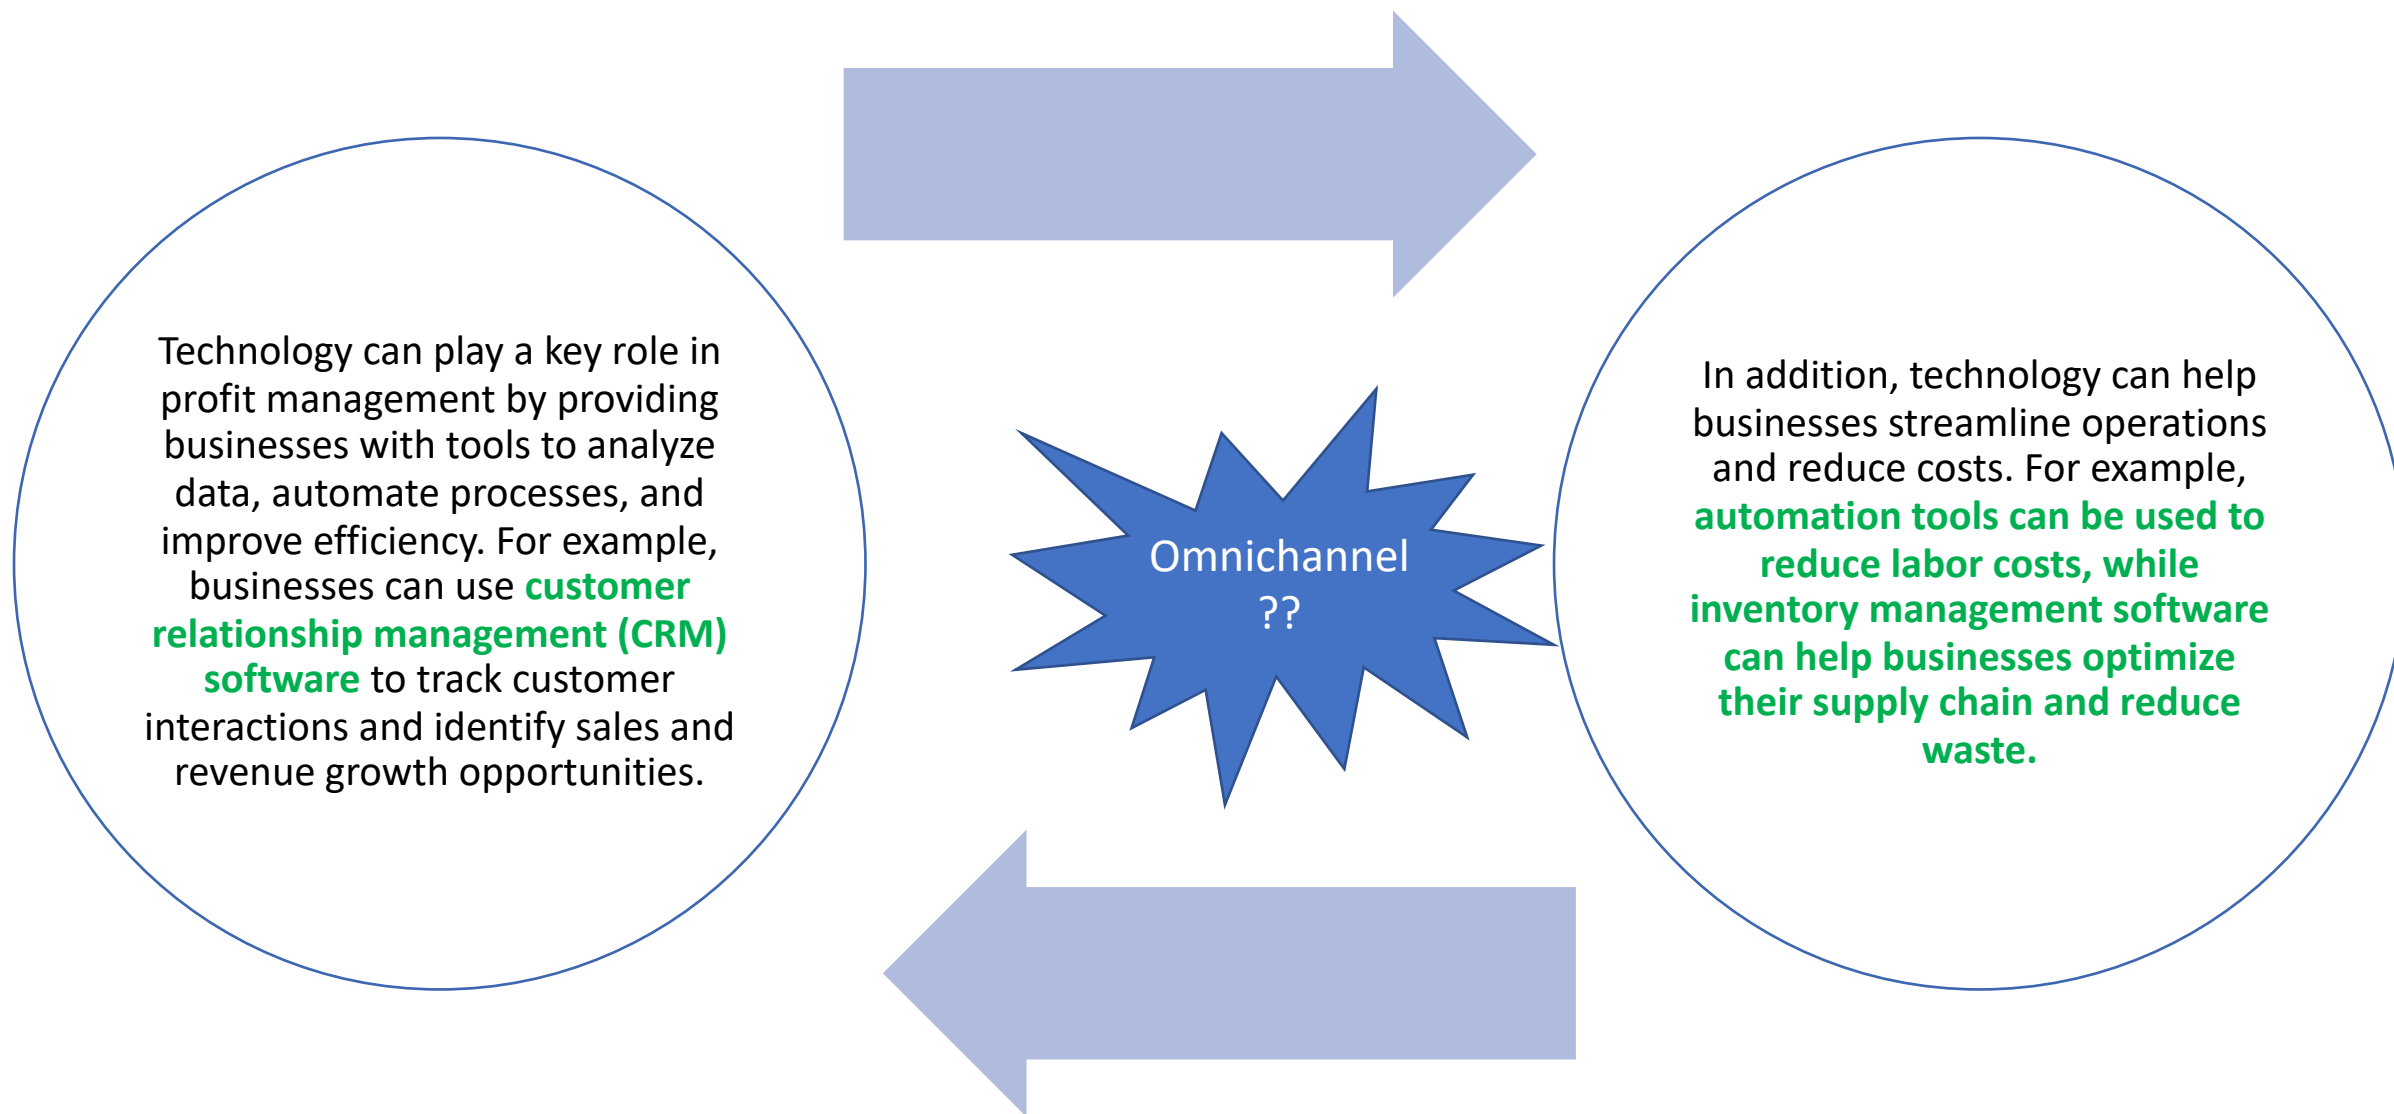 Technology can play a key role in
profit management by providing
businesses with tools to analyze
data, automate processes, and
improve efficiency. For example,
businesses can use customer
relationship management (CRM)
software to track customer
interactions and identify sales and
revenue growth opportunities.
Omnichannel
??
In addition, technology can help
businesses streamline operations
and reduce costs. For example,
automation tools can be used to
reduce labor costs, while
inventory management software
can help businesses optimize
their supply chain and reduce
waste.